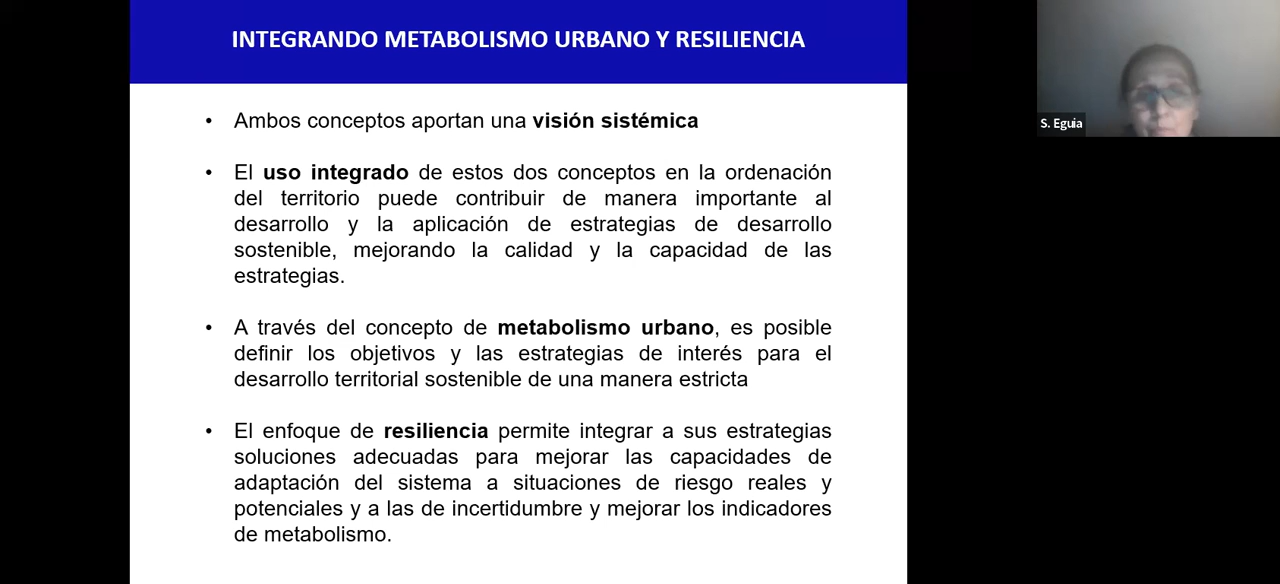 INTEGRANDO METABOLISMO URBANO Y RESILIENCIA
S. Eguia
• Ambos conceptos aportan una visión sistémica
• El uso integrado de estos dos conceptos en la ordenación
del territorio puede contribuir de manera importante al
desarrollo y la aplicación de estrategias de desarrollo
sostenible, mejorando la calidad y la capacidad de las
estrategias.
• A través del concepto de metabolismo urbano, es posible
definir los objetivos y las estrategias de interés para el
desarrollo territorial sostenible de una manera estricta
• El enfoque de resiliencia permite integrar a sus estrategias
soluciones adecuadas para mejorar las capacidades de
adaptación del sistema a situaciones de riesgo reales y
potenciales y a las de incertidumbre y mejorar los indicadores
de metabolismo.